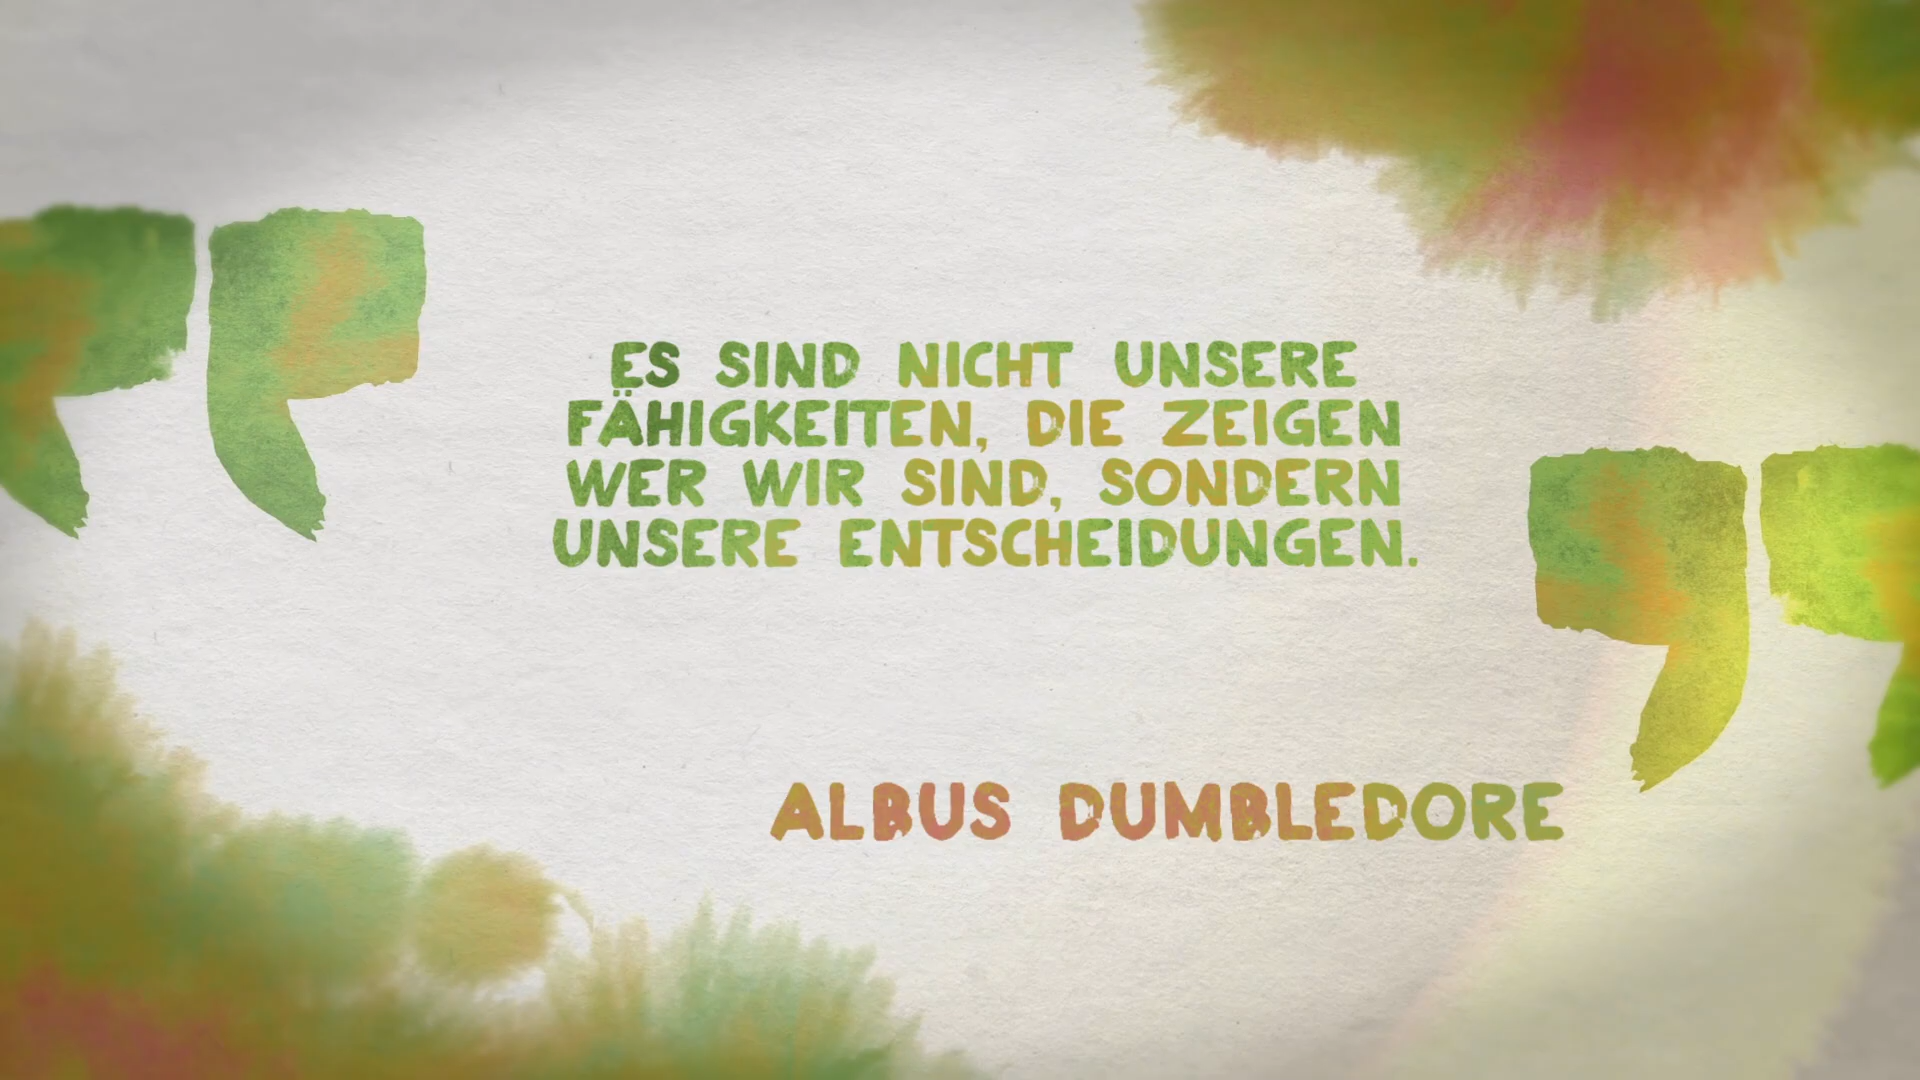 ES SIND NICHT UNSERE
FÄHIGKEITEN, DIE ZEIGEN
WER WIR SIND, SONDERN
UNSERE ENTSCHEIDUNGEN.
ALBUS DUMBLEDORE